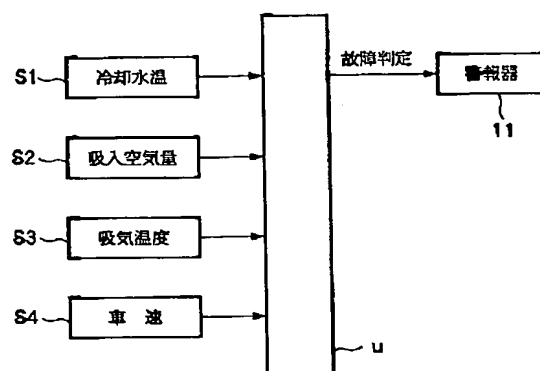 S1
冷却水温
故障判定
警報器
11
S2
吸入空気量
S3
吸気温度
S4
車 速
U